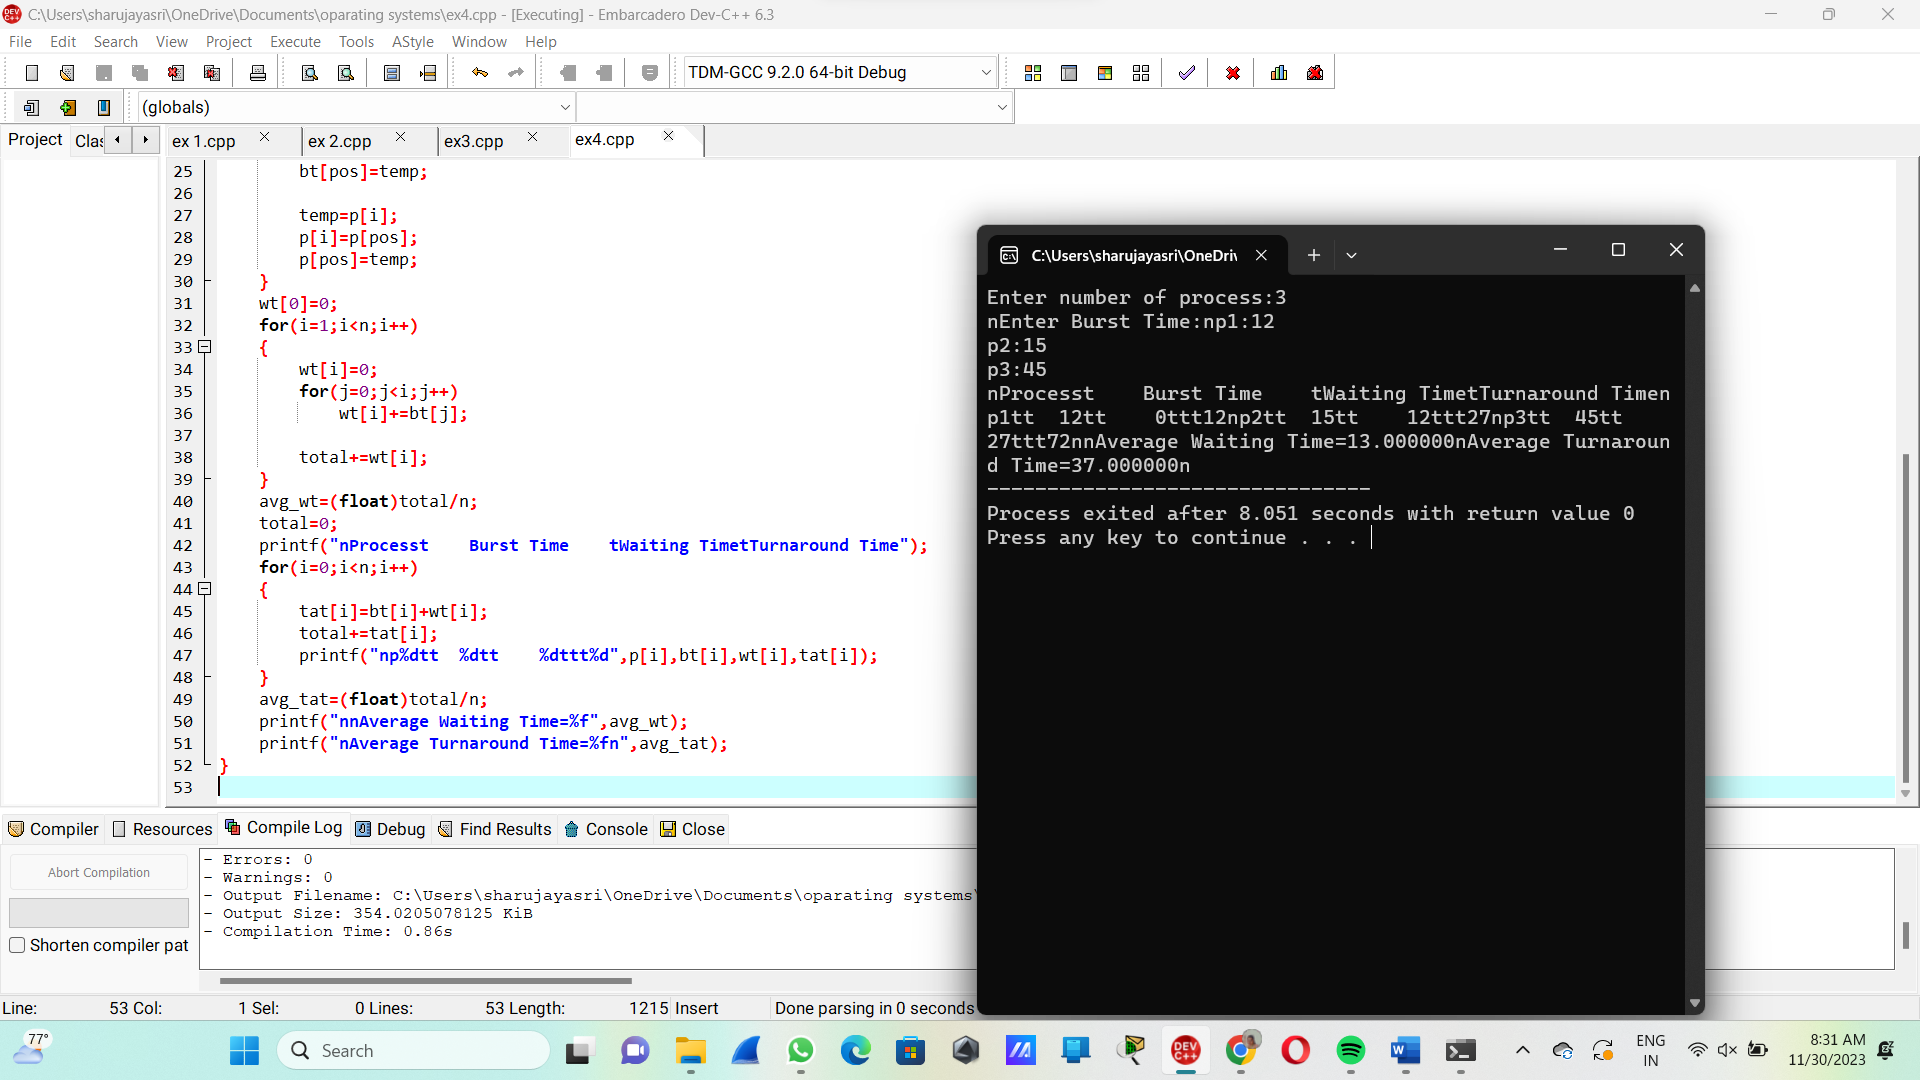 C:\Users\sharujayasri\OneDrive\Documents\oparating systems\ex4.cpp - [Executing] - Embarcadero Dev-C++ 6.3
File Edit Search View Project Execute Tools AStyle Window Help
TDM-GCC 9.2.0 64-bit Debug
(globals)
Project Clas ex 1.cpp ex 2.cpp ex3.cpp ex4.cpp
25 bt[pos]=temp;
26
27 temp=p[i];
28 p[i]=p[pos];
29 p[pos]=temp;
30 }
31 wt[0]=0;
32 for(i=1;i<n;i++)
33 {
34 wt[i]=0;
35 for(j=0;j<i;j++)
36 wt[i]+=bt[j];
37
38 total+=wt[i];
39 }
40 avg_wt=(float)total/n;
41 total=0;
42 printf("nProcesst    Burst Time    tWaiting TimetTurnaround Time");
43 for(i=0;i<n;i++)
44 {
45 tat[i]=bt[i]+wt[i];
46 total+=tat[i];
47 printf("np%dtt  %dtt    %dttt%d",p[i],bt[i],wt[i],tat[i]);
48 }
49 avg_tat=(float)total/n;
50 printf("nnAverage Waiting Time=%f",avg_wt);
51 printf("nAverage Turnaround Time=%fn",avg_tat);
52 }
53
C:\Users\sharujayasri\OneDri
Enter number of process:3
nEnter Burst Time:np1:12
p2:15
p3:45
nProcesst    Burst Time    tWaiting TimetTurnaround Timen
p1tt  12tt    0ttt12np2tt  15tt    12ttt27np3tt  45tt
27ttt72nnAverage Waiting Time=13.000000nAverage Turnaroun
d Time=37.000000n
--------------------------------
Process exited after 8.051 seconds with return value 0
Press any key to continue . . .
Compiler Resources Compile Log Debug Find Results Console Close
Abort Compilation
Shorten compiler pat
- Errors: 0
- Warnings: 0
- Output Filename: C:\Users\sharujayasri\OneDrive\Documents\oparating systems\
- Output Size: 354.0205078125 KiB
- Compilation Time: 0.86s
Line: 53 Col: 1 Sel: 0 Lines: 53 Length: 1215 Insert Done parsing in 0 seconds
77°
Search
DEV C++
ENG
IN
8:31 AM
11/30/2023